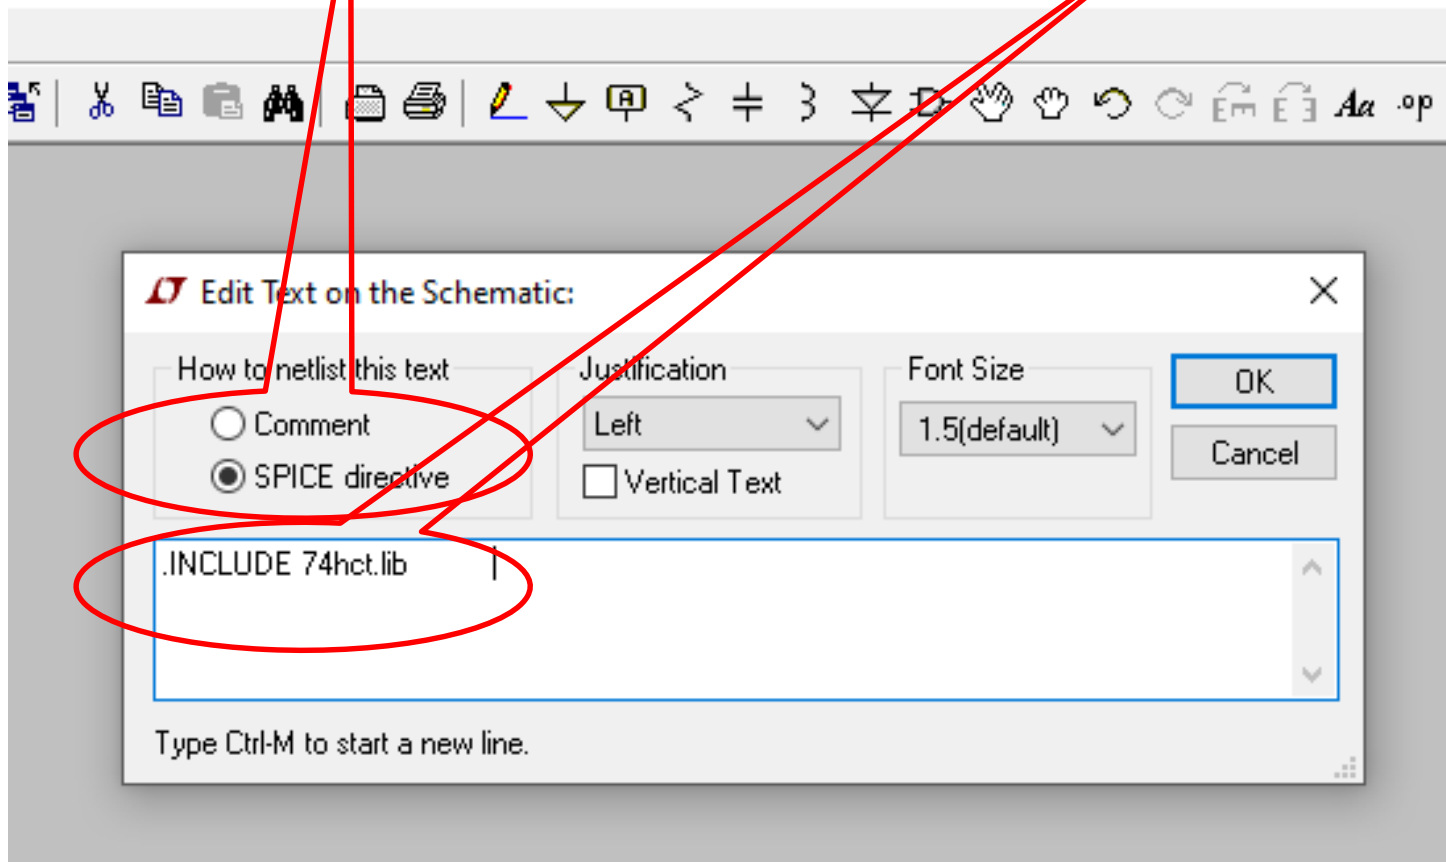 A
Aa .op
Edit Text on the Schematic:
How to netlist this text
Justification
Font Size
OK
Comment
Left
1.5(default)
Cancel
SPICE directive
Vertical Text
.INCLUDE 74hct.lib
Type Ctrl-M to start a new line.